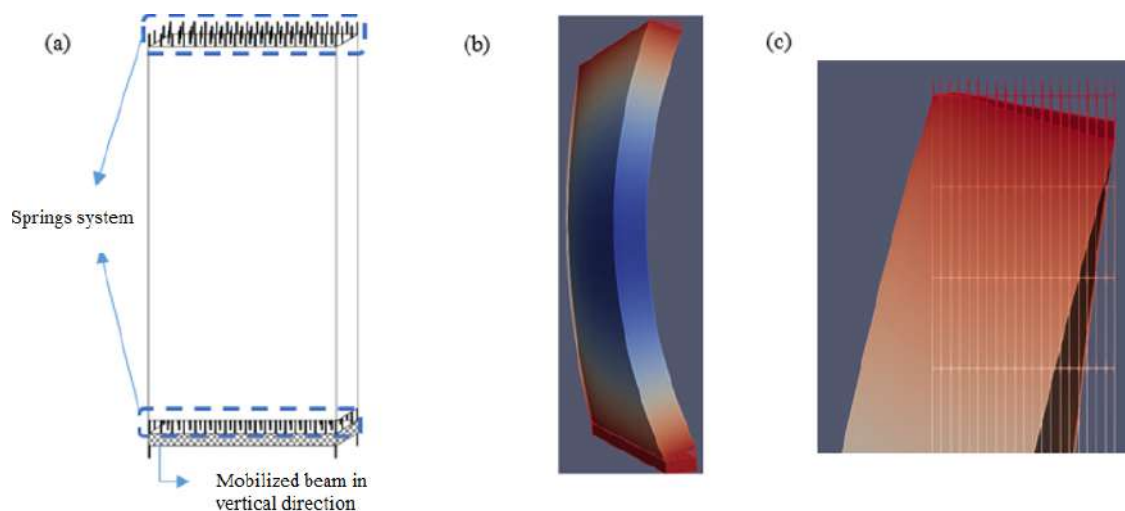 (a)
(b)
(c)
Springs system
Mobilized beam in
vertical direction